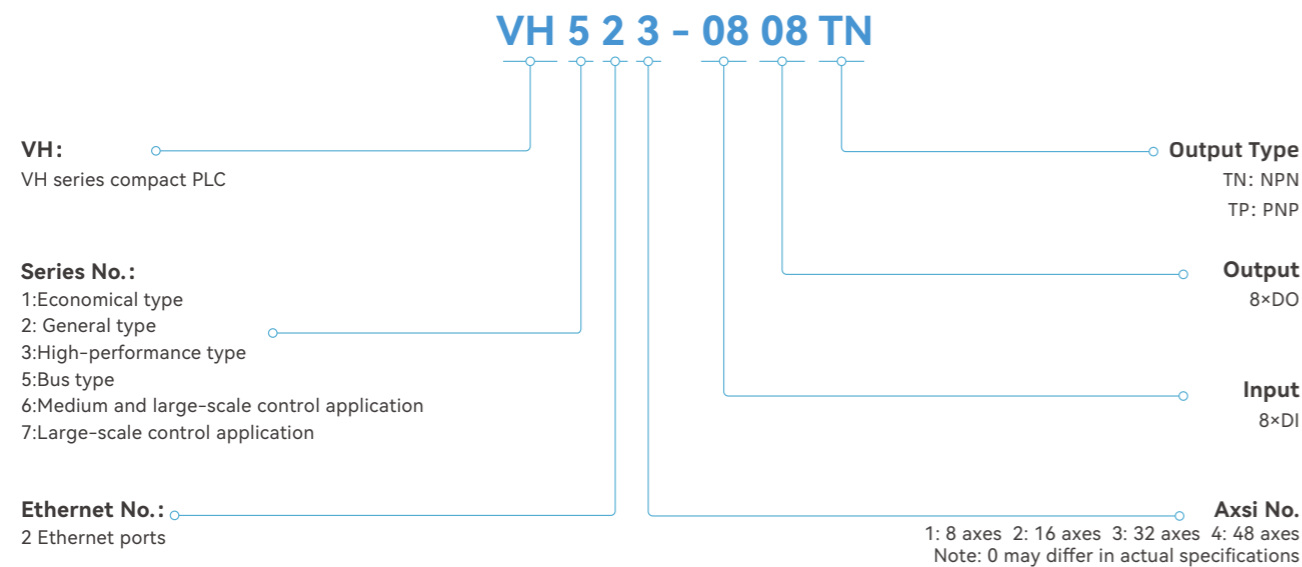 VH 5 2 3 - 08 08 TN
VH:
VH series compact PLC
Series No.:
1:Economical type
2: General type
3:High-performance type
5:Bus type
6:Medium and large-scale control application
7:Large-scale control application
Ethernet No.:
2 Ethernet ports
Output Type
TN: NPN
TP: PNP
Output
8×DO
Input
8×DI
Axsi No.
1: 8 axes 2: 16 axes 3: 32 axes 4: 48 axes
Note: 0 may differ in actual specifications